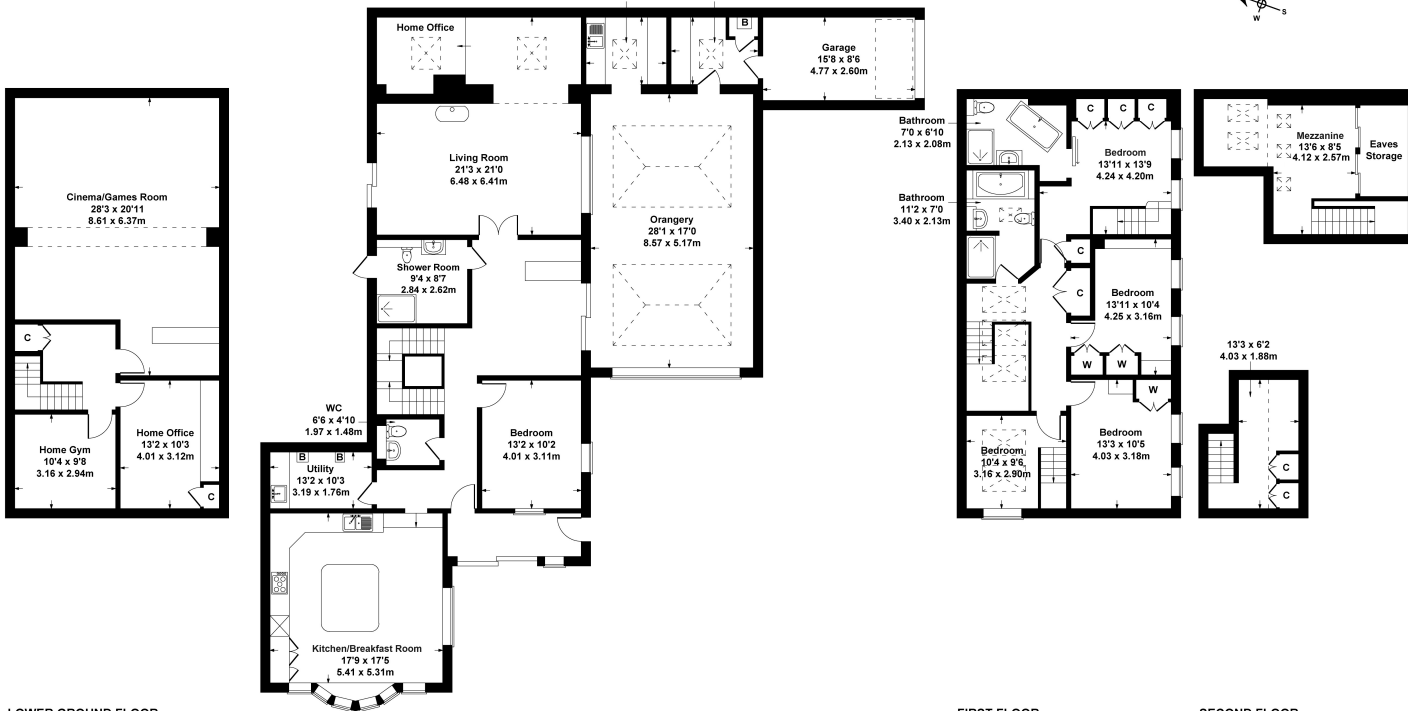 W
S
Home Office
B
Garage
15'8 x 8'6
4.77 x 2.60m
Cinema/Games Room
28'3 x 20'11
8.61 x 6.37m
C
Home Gym
10'4 x 9'8
3.16 x 2.94m
Home Office
13'2 x 10'3
4.01 x 3.12m
C
Living Room
21'3 x 21'0
6.48 x 6.41m
Orangery
28'1 x 17'0
8.57 x 5.17m
Shower Room
9'4 x 8'7
2.84 x 2.62m
WC
6'6 x 4'10
1.97 x 1.48m
Bedroom
13'2 x 10'2
4.01 x 3.11m
B
B
Utility
13'2 x 10'3
3.19 x 1.76m
Kitchen/Breakfast Room
17'9 x 17'5
5.41 x 5.31m
Bathroom
7'0 x 6'10
2.13 x 2.08m
C
C
C
Bedroom
13'11 x 13'9
4.24 x 4.20m
Bathroom
11'2 x 7'0
3.40 x 2.13m
C
C
Bedroom
13'11 x 10'4
4.25 x 3.16m
W
W
W
Bedroom
13'3 x 10'5
4.03 x 3.18m
Bedroom
10'4 x 9'6
3.16 x 2.90m
Mezzanine
13'6 x 8'5
4.12 x 2.57m
Eaves
Storage
13'3 x 6'2
4.03 x 1.88m
C
C
LOWER GROUND FLOOR
FIRST FLOOR
SECOND FLOOR